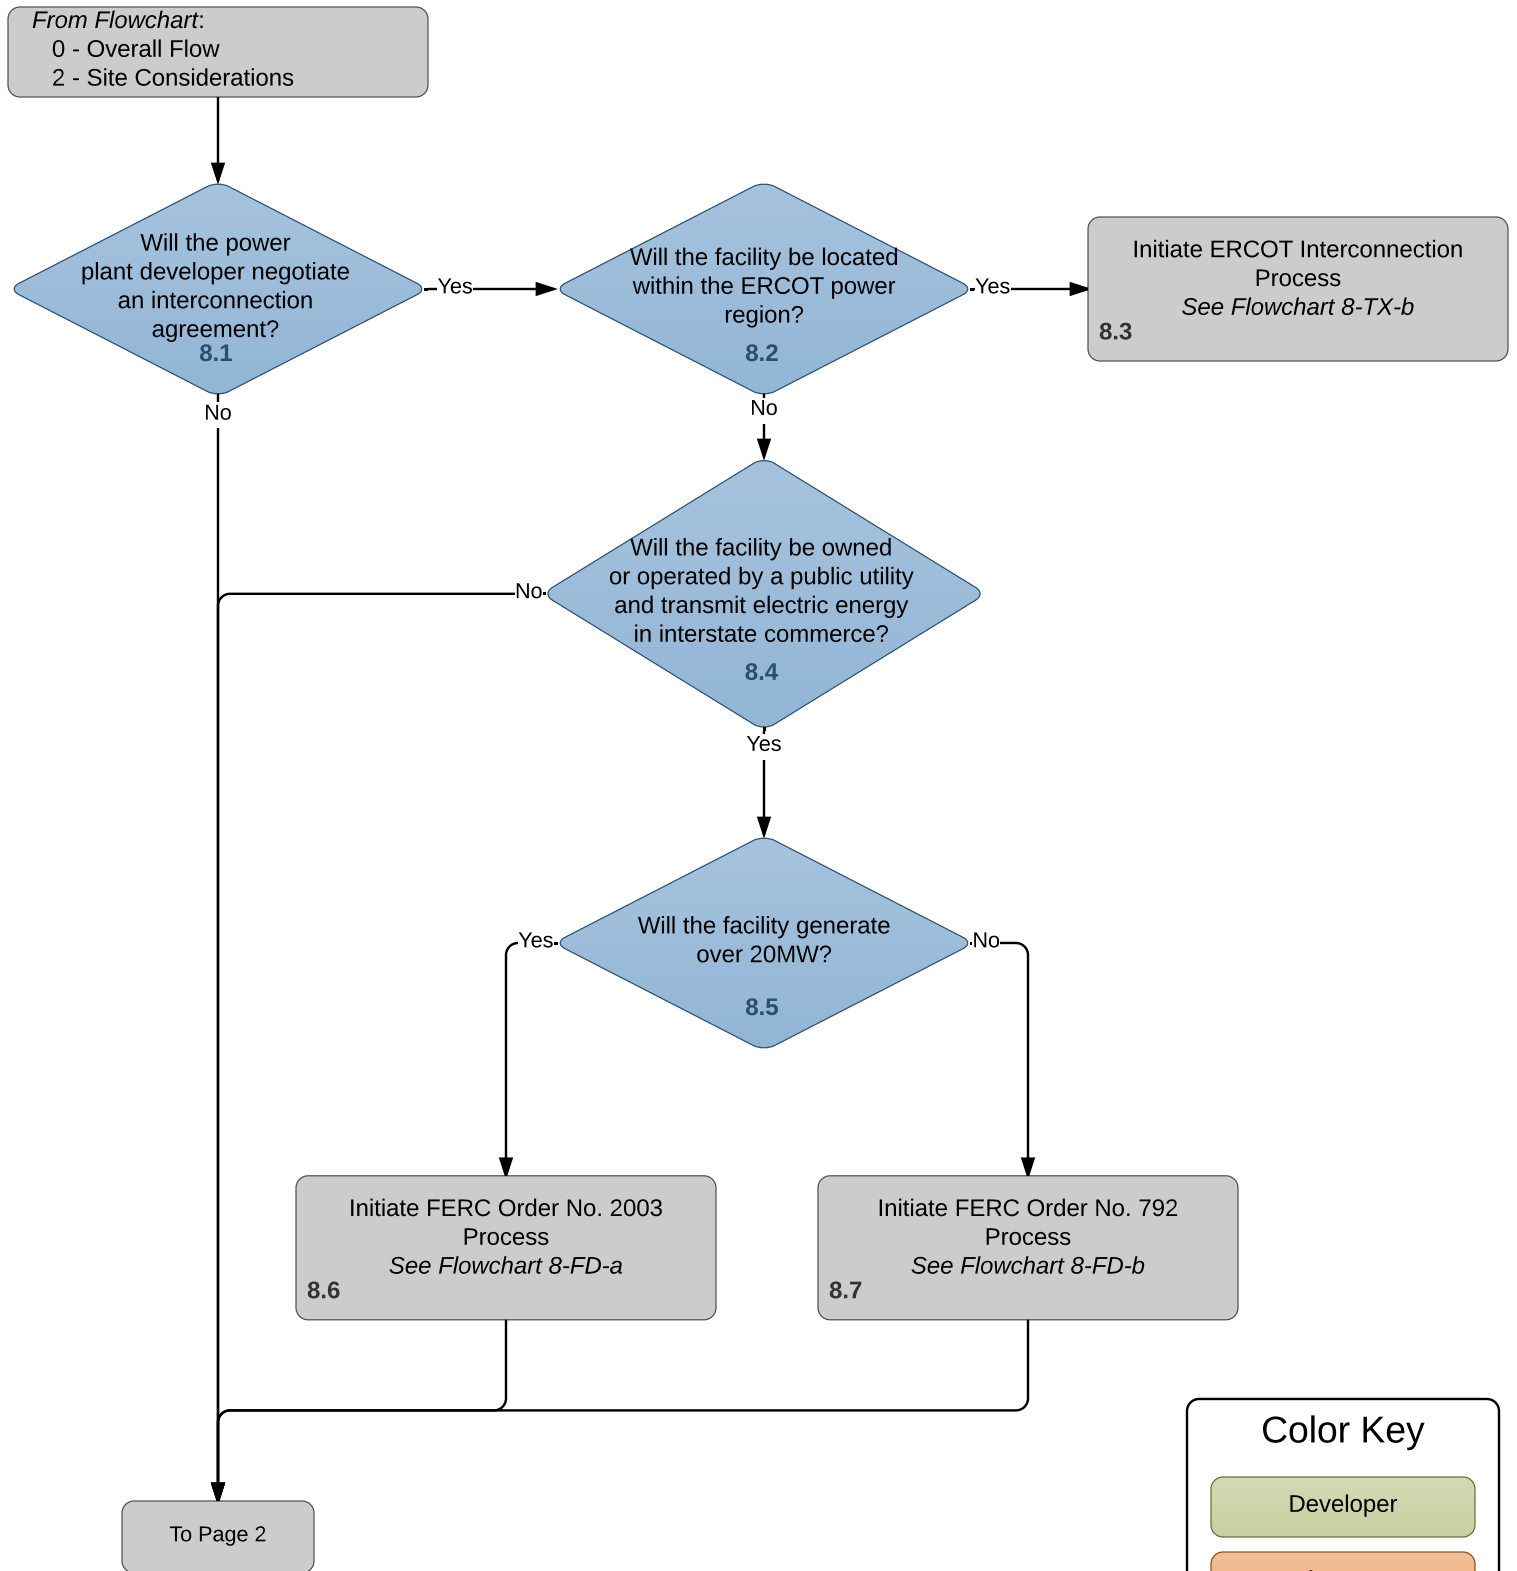 From Flowchart:
0 - Overall Flow
2 - Site Considerations
Will the power
plant developer negotiate
an interconnection
agreement?
8.1
Yes
No
Will the facility be located
within the ERCOT power
region?
8.2
Yes
No
Initiate ERCOT Interconnection
Process
See Flowchart 8-TX-b
8.3
Will the facility be owned
or operated by a public utility
and transmit electric energy
in interstate commerce?
8.4
No
Yes
Will the facility generate
over 20MW?
8.5
Yes
No
Initiate FERC Order No. 2003
Process
See Flowchart 8-FD-a
8.6
Initiate FERC Order No. 792
Process
See Flowchart 8-FD-b
8.7
To Page 2
Color Key
Developer